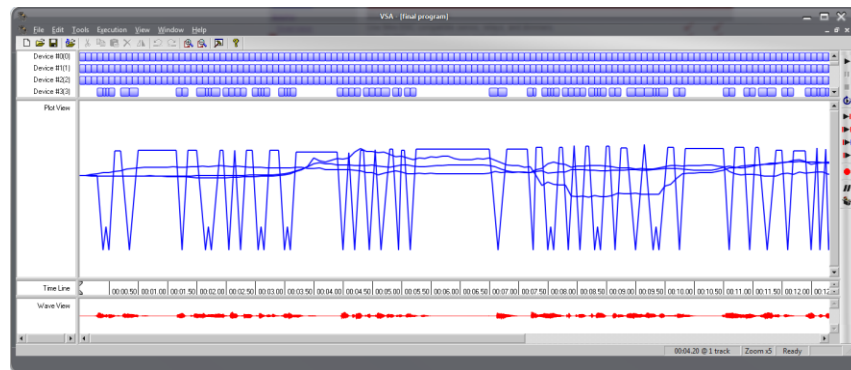 VSA - [final program]
File Edit Tools Execution View Window Help
Device #0(0)
Device #1(1)
Device #2(2)
Device #3(3)
Plot View
Time Line 00:00.50 00:01.00 00:01.50 00:02.00 00:02.50 00:03.00 00:03.50 00:04.00 00:04.50 00:05.00 00:05.50 00:06.00 00:06.50 00:07.00 00:07.50 00:08.00 00:08.50 00:09.00 00:09.50 00:10.00 00:10.50 00:11.00 00:11.50 00:12.00 00:12
Wave View
00:04.20 @ 1 track Zoom x5 Ready